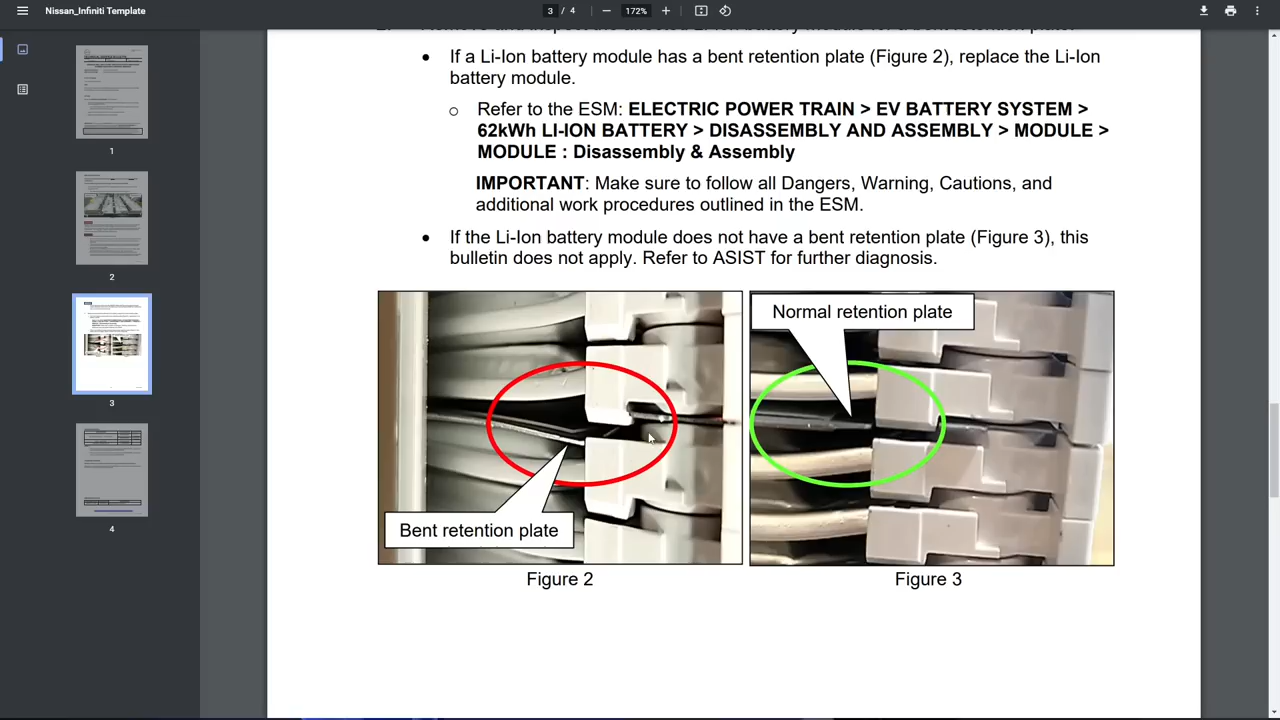 Nissan_Infiniti Template
3 / 4
172%
1
2
3
4
• If a Li-Ion battery module has a bent retention plate (Figure 2), replace the Li-Ion
battery module.
○ Refer to the ESM: ELECTRIC POWER TRAIN > EV BATTERY SYSTEM >
62kWh LI-ION BATTERY > DISASSEMBLY AND ASSEMBLY > MODULE >
MODULE : Disassembly & Assembly
IMPORTANT: Make sure to follow all Dangers, Warning, Cautions, and
additional work procedures outlined in the ESM.
• If the Li-Ion battery module does not have a bent retention plate (Figure 3), this
bulletin does not apply. Refer to ASIST for further diagnosis.
Bent retention plate
Normal retention plate
Figure 2
Figure 3